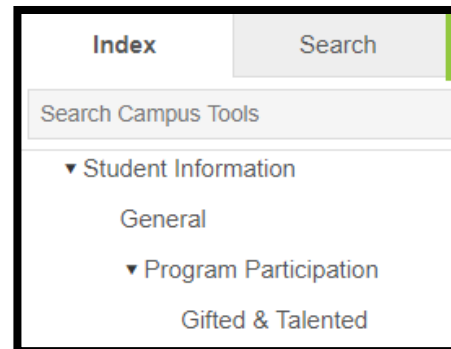 Index Search
Search Campus Tools
▾ Student Information
General
▾ Program Participation
Gifted & Talented